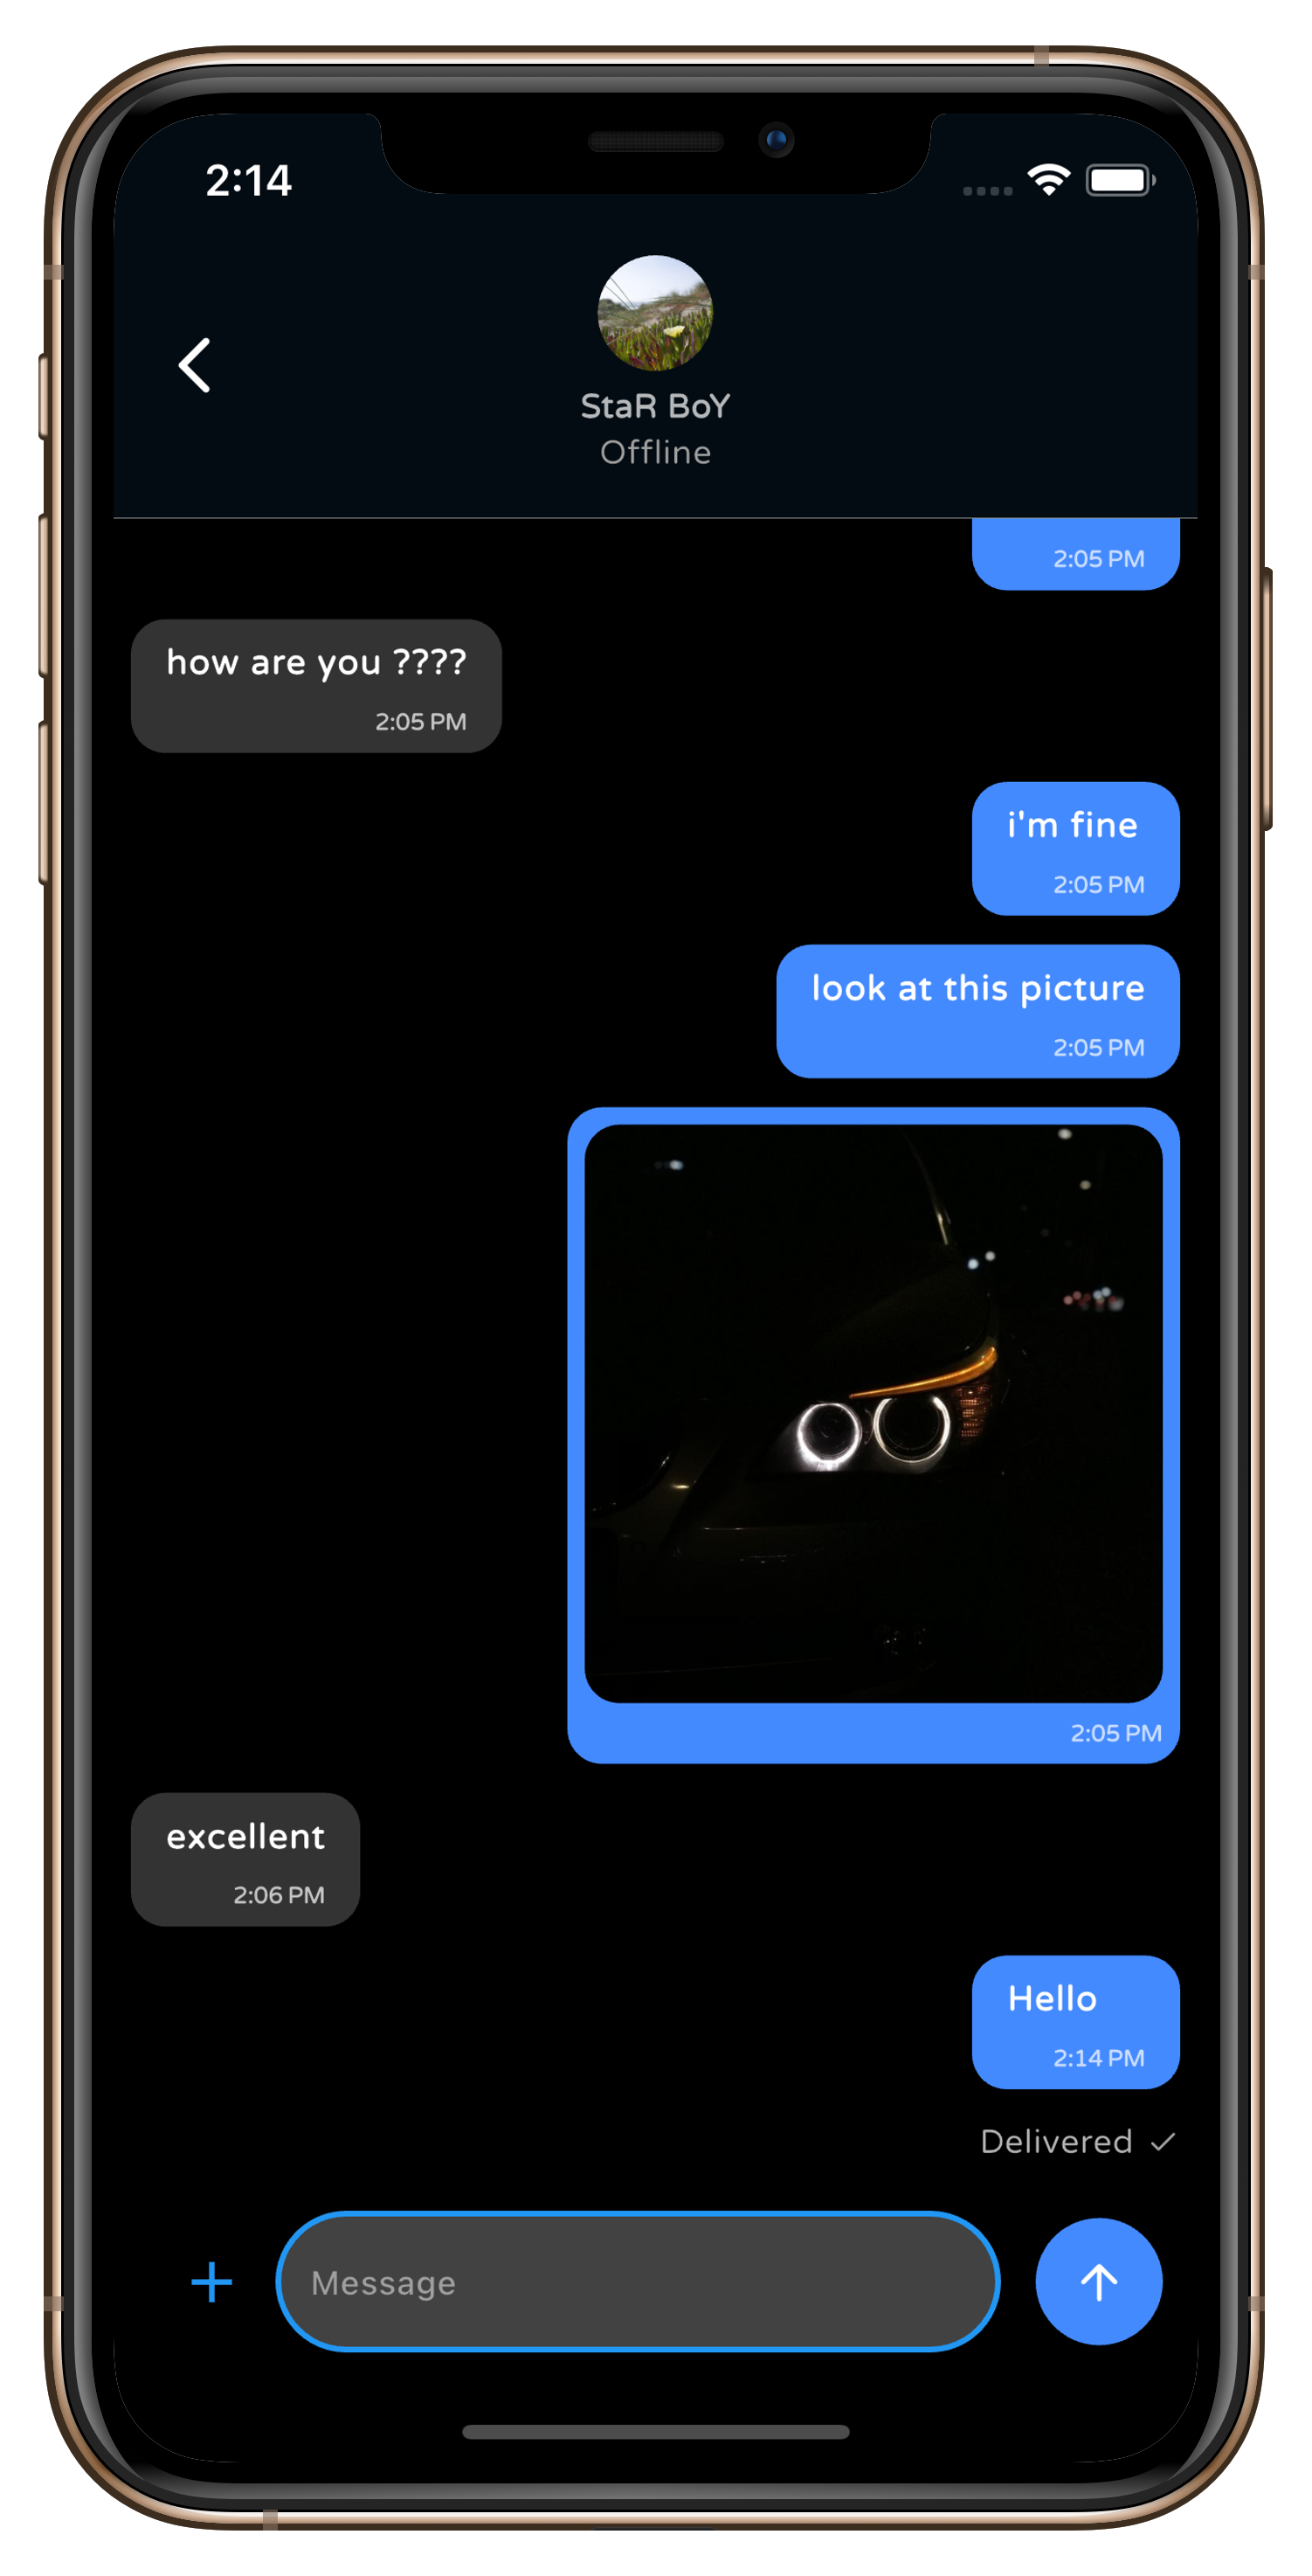 2:14
StaR BoY
Offline
2:05 PM
how are you ????
2:05 PM
i'm fine
2:05 PM
look at this picture
2:05 PM
2:05 PM
excellent
2:06 PM
Hello
2:14 PM
Delivered
Message